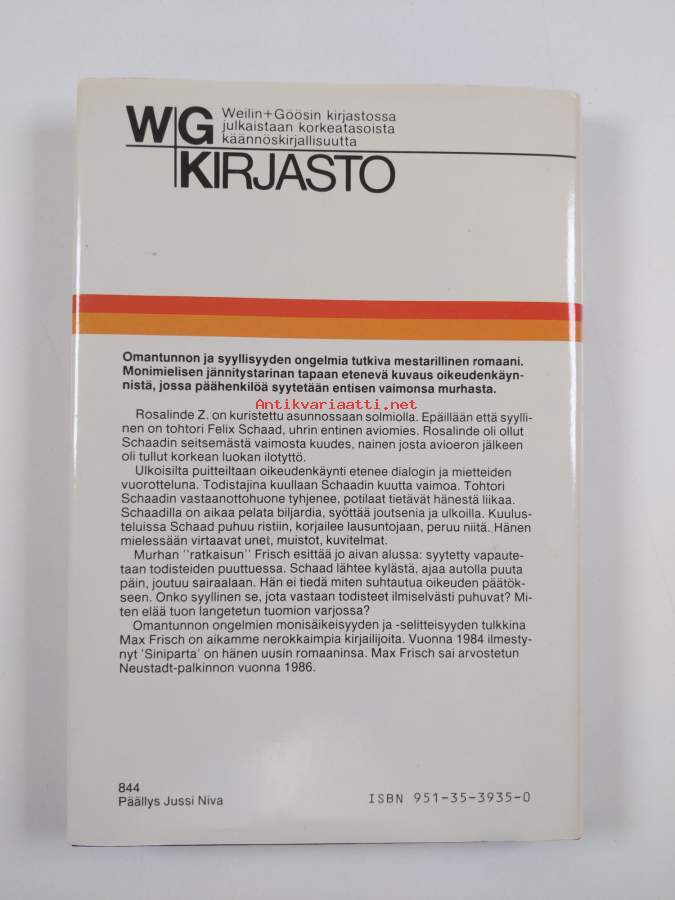 Weilin+Göösin kirjastossa
julkaistaan korkeatasoista
käännöskirjallisuutta
WG
KIRJASTO
Omantunnon ja syyllisyyden ongelmia tutkiva mestarillinen romaani.
Monimielisen jännitystarinan tapaan etenevä kuvaus oikeudenkäyn-
nistä, jossa päähenkilöä syytetään entisen vaimonsa murhasta.
Antikvariaatti.net
Rosalinde Z. on kuristettu asunnossaan solmiolla. Epäillään että syylli-
nen on tohtori Felix Schaad, uhrin entinen aviomies. Rosalinde oli ollut
Schaadin seitsemästä vaimosta kuudes, nainen josta avioeron jälkeen
oli tullut korkean luokan ilotyttö.
Ulkoisilta puitteiltaan oikeudenkäynti etenee dialogin ja mietteiden
vuorotteluna. Todistajina kuullaan Schaadin kuutta vaimoa. Tohtori
Schaadin vastaanottohuone tyhjenee, potilaat tietävät hänestä liikaa.
Schaadilla on aikaa pelata biljardia, syöttää joutsenia ja ulkoilla. Kuulus-
teluissa Schaad puhuu ristiin, korjailee lausuntojaan, peruu niitä. Hänen
mielessään virtaavat unet, muistot, kuvitelmat.
Murhan ''ratkaisun'' Frisch esittää jo aivan alussa: syytetty vapaute-
taan todisteiden puuttuessa. Schaad lähtee kylästä, ajaa autolla puuta
päin, joutuu sairaalaan. Hän ei tiedä miten suhtautua oikeuden päätök-
seen. Onko syyllinen se, jota vastaan todisteet ilmiselvästi puhuvat? Mi-
ten elää tuon langetetun tuomion varjossa?
Omantunnon ongelmien monisäikeisyyden ja -selitteisyyden tulkkina
Max Frisch on aikamme nerokkaimpia kirjailijoita. Vuonna 1984 ilmesty-
nyt 'Siniparta' on hänen uusin romaaninsa. Max Frisch sai arvostetun
Neustadt-palkinnon vuonna 1986.
844
Päällys Jussi Niva
ISBN 951-35-3935-0